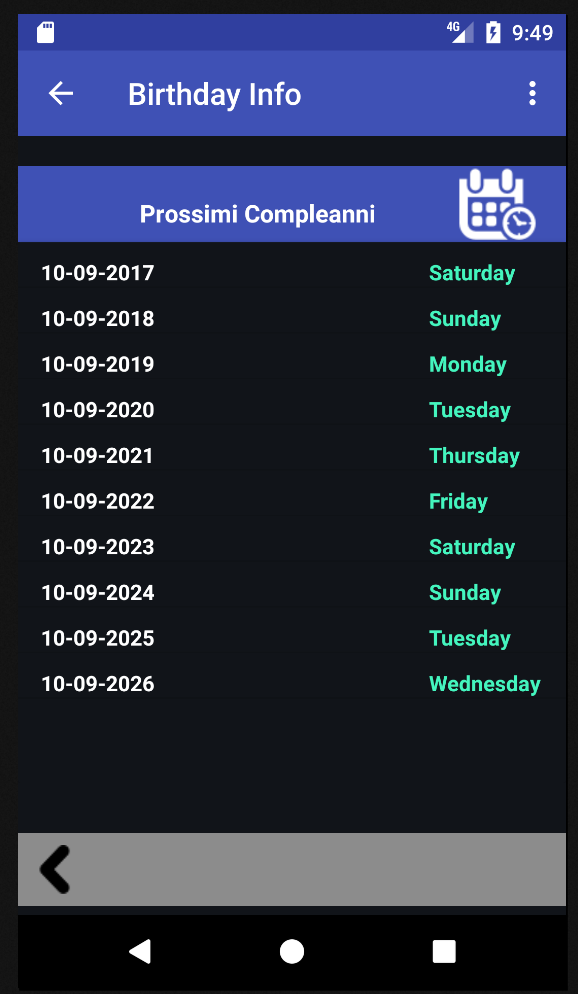 4G 9:49
Birthday Info
Prossimi Compleanni
10-09-2017 Saturday
10-09-2018 Sunday
10-09-2019 Monday
10-09-2020 Tuesday
10-09-2021 Thursday
10-09-2022 Friday
10-09-2023 Saturday
10-09-2024 Sunday
10-09-2025 Tuesday
10-09-2026 Wednesday